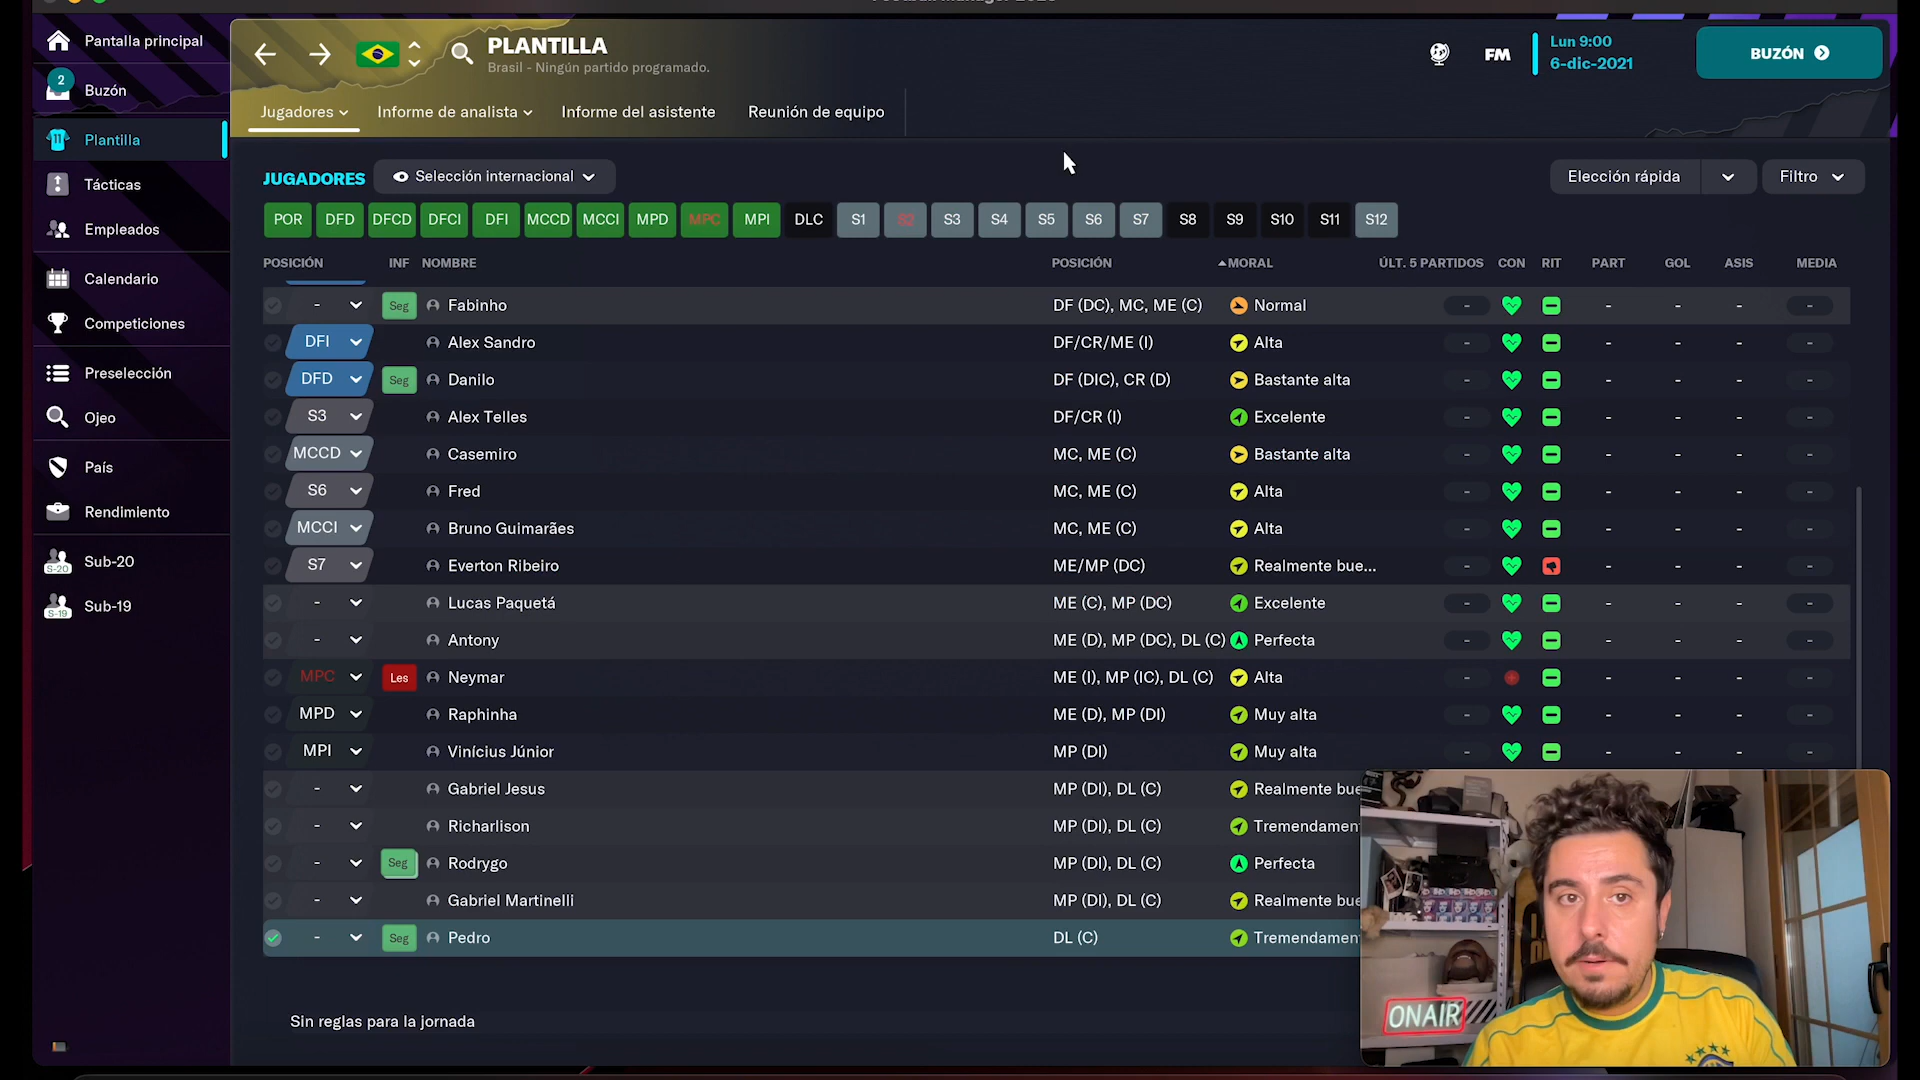 Pantalla principal
2
Buzón
Plantilla
Tácticas
Empleados
Calendario
Competiciones
Preselección
Ojeo
País
Rendimiento
S-20
Sub-20
S-19
Sub-19
PLANTILLA
Brasil - Ningún partido programado.
FM
Lun 9:00
6-dic-2021
BUZÓN
Jugadores
Informe de analista
Informe del asistente
Reunión de equipo
JUGADORES
Selección internacional
Elección rápida
Filtro
POR DFD DFCD DFCI DFI MCCD MCCI MPD MPC MPI DLC S1 S2 S3 S4 S5 S6 S7 S8 S9 S10 S11 S12
POSICIÓN INF NOMBRE POSICIÓN MORAL ÚLT. 5 PARTIDOS CON RIT PART GOL ASIS MEDIA
- Seg Fabinho DF (DC), MC, ME (C) Normal - - - - -
DFI Alex Sandro DF/CR/ME (I) Alta - - - - -
DFD Seg Danilo DF (DIC), CR (D) Bastante alta - - - - -
S3 Alex Telles DF/CR (I) Excelente - - - - -
MCCD Casemiro MC, ME (C) Bastante alta - - - - -
S6 Fred MC, ME (C) Alta - - - - -
MCCI Bruno Guimarães MC, ME (C) Alta - - - - -
S7 Everton Ribeiro ME/MP (DC) Realmente bue... - - - - -
- Lucas Paquetá ME (C), MP (DC) Excelente - - - - -
- Antony ME (D), MP (DC), DL (C) Perfecta - - - - -
MPC Les Neymar ME (I), MP (IC), DL (C) Alta - - - - -
MPD Raphinha ME (D), MP (DI) Muy alta - - - - -
MPI Vinícius Júnior MP (DI) Muy alta - - - - -
- Gabriel Jesus MP (DI), DL (C) Realmente bue
- Richarlison MP (DI), DL (C) Tremendamen
- Seg Rodrygo MP (DI), DL (C) Perfecta
- Gabriel Martinelli MP (DI), DL (C) Realmente bue
- Seg Pedro DL (C) Tremendamen
Sin reglas para la jornada
ON AIR